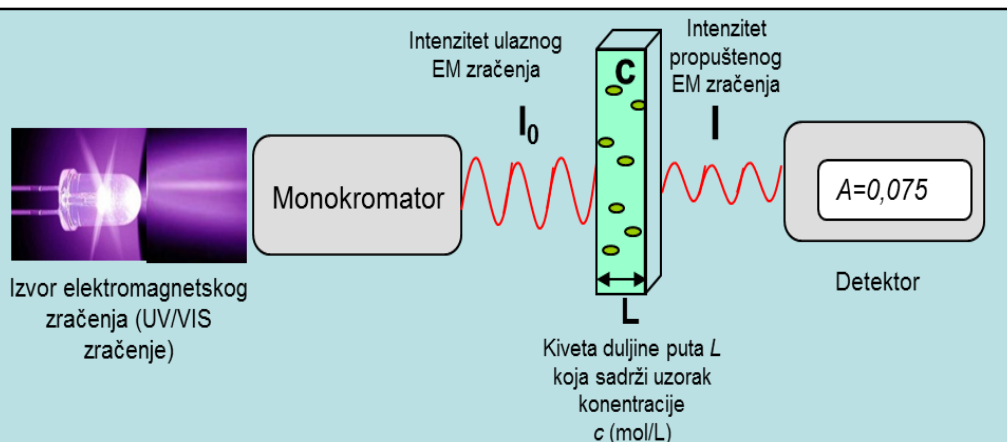 Intenzitet ulaznog
EM zračenja
I₀
C
Intenzitet
propuštenog
EM zračenja
I
Monokromator
A=0,075
Izvor elektromagnetskog
zračenja (UV/VIS
zračenje)
Detektor
L
Kiveta duljine puta L
koja sadrži uzorak
konentracije
c (mol/L)